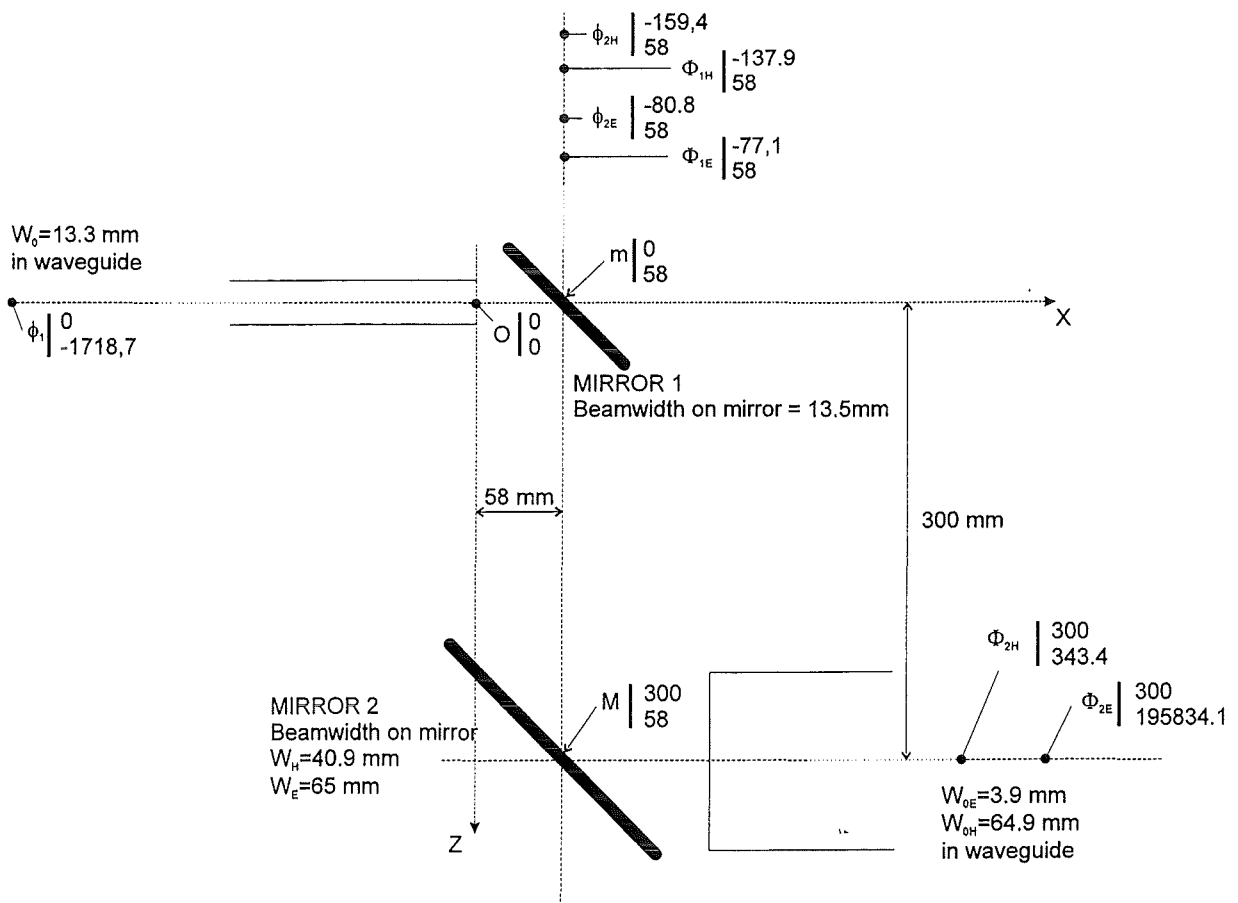 ϕ₂H | -159,4
58
Φ₁H | -137.9
58
ϕ₂E | -80.8
58
Φ₁E | -77,1
58
W₀=13.3 mm
in waveguide
m | 0
58
ϕ₁ | 0
-1718,7
O | 0
0
X
MIRROR 1
Beamwidth on mirror = 13.5mm
58 mm
300 mm
Φ₂H | 300
343.4
Φ₂E | 300
195834.1
M | 300
58
MIRROR 2
Beamwidth on mirror
W_H=40.9 mm
W_E=65 mm
W₀E=3.9 mm
W₀H=64.9 mm
in waveguide
Z